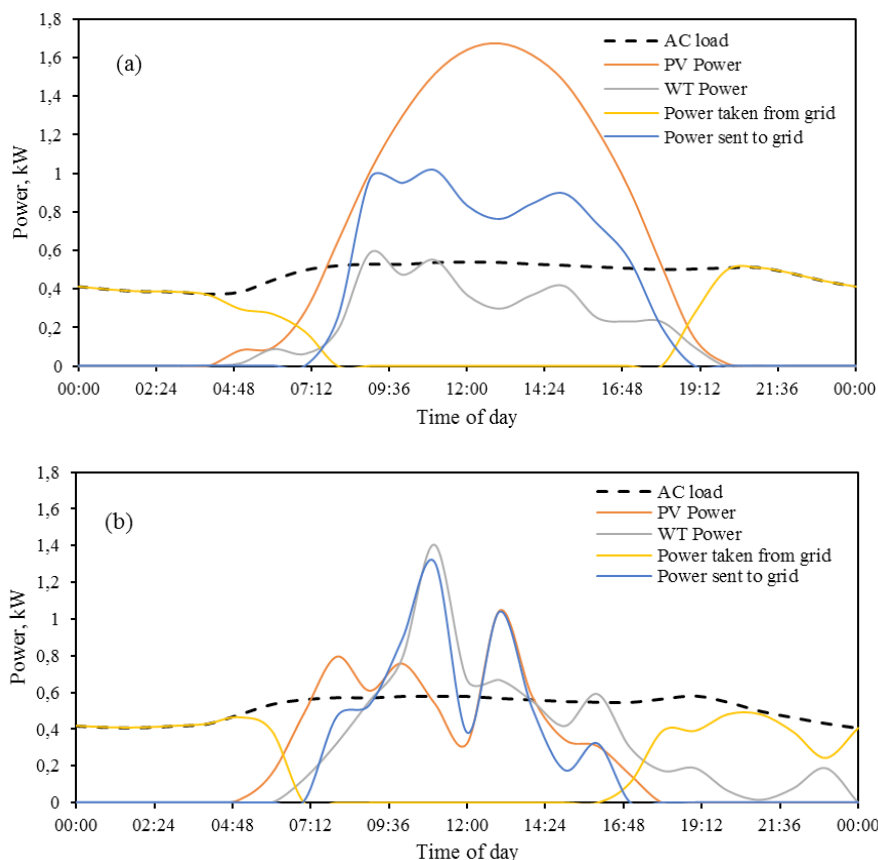 1,8
1,6
1,4
1,2
1
0,8
0,6
0,4
0,2
0
Power, kW
(a)
AC load
PV Power
WT Power
Power taken from grid
Power sent to grid
00:00 02:24 04:48 07:12 09:36 12:00 14:24 16:48 19:12 21:36 00:00
Time of day
1,8
1,6
1,4
1,2
1
0,8
0,6
0,4
0,2
0
Power, kW
(b)
AC load
PV Power
WT Power
Power taken from grid
Power sent to grid
00:00 02:24 04:48 07:12 09:36 12:00 14:24 16:48 19:12 21:36 00:00
Time of day